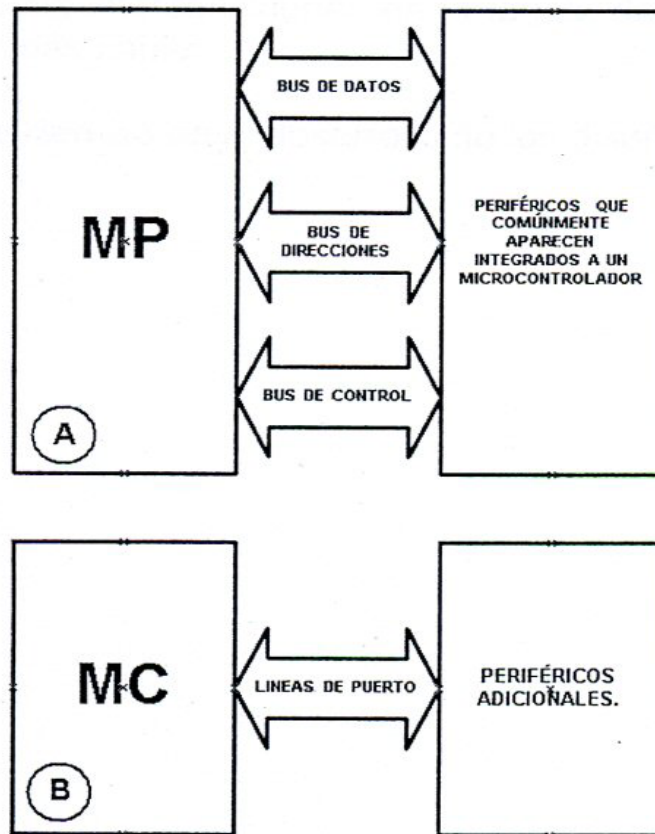 MP
BUS DE DATOS
BUS DE
DIRECCIONES
BUS DE CONTROL
PERIFÉRICOS QUE
COMÚNMENTE
APARECEN
INTEGRADOS A UN
MICROCONTROLADOR
A
MC
LINEAS DE PUERTO
PERIFÉRICOS
ADICIONALES.
B